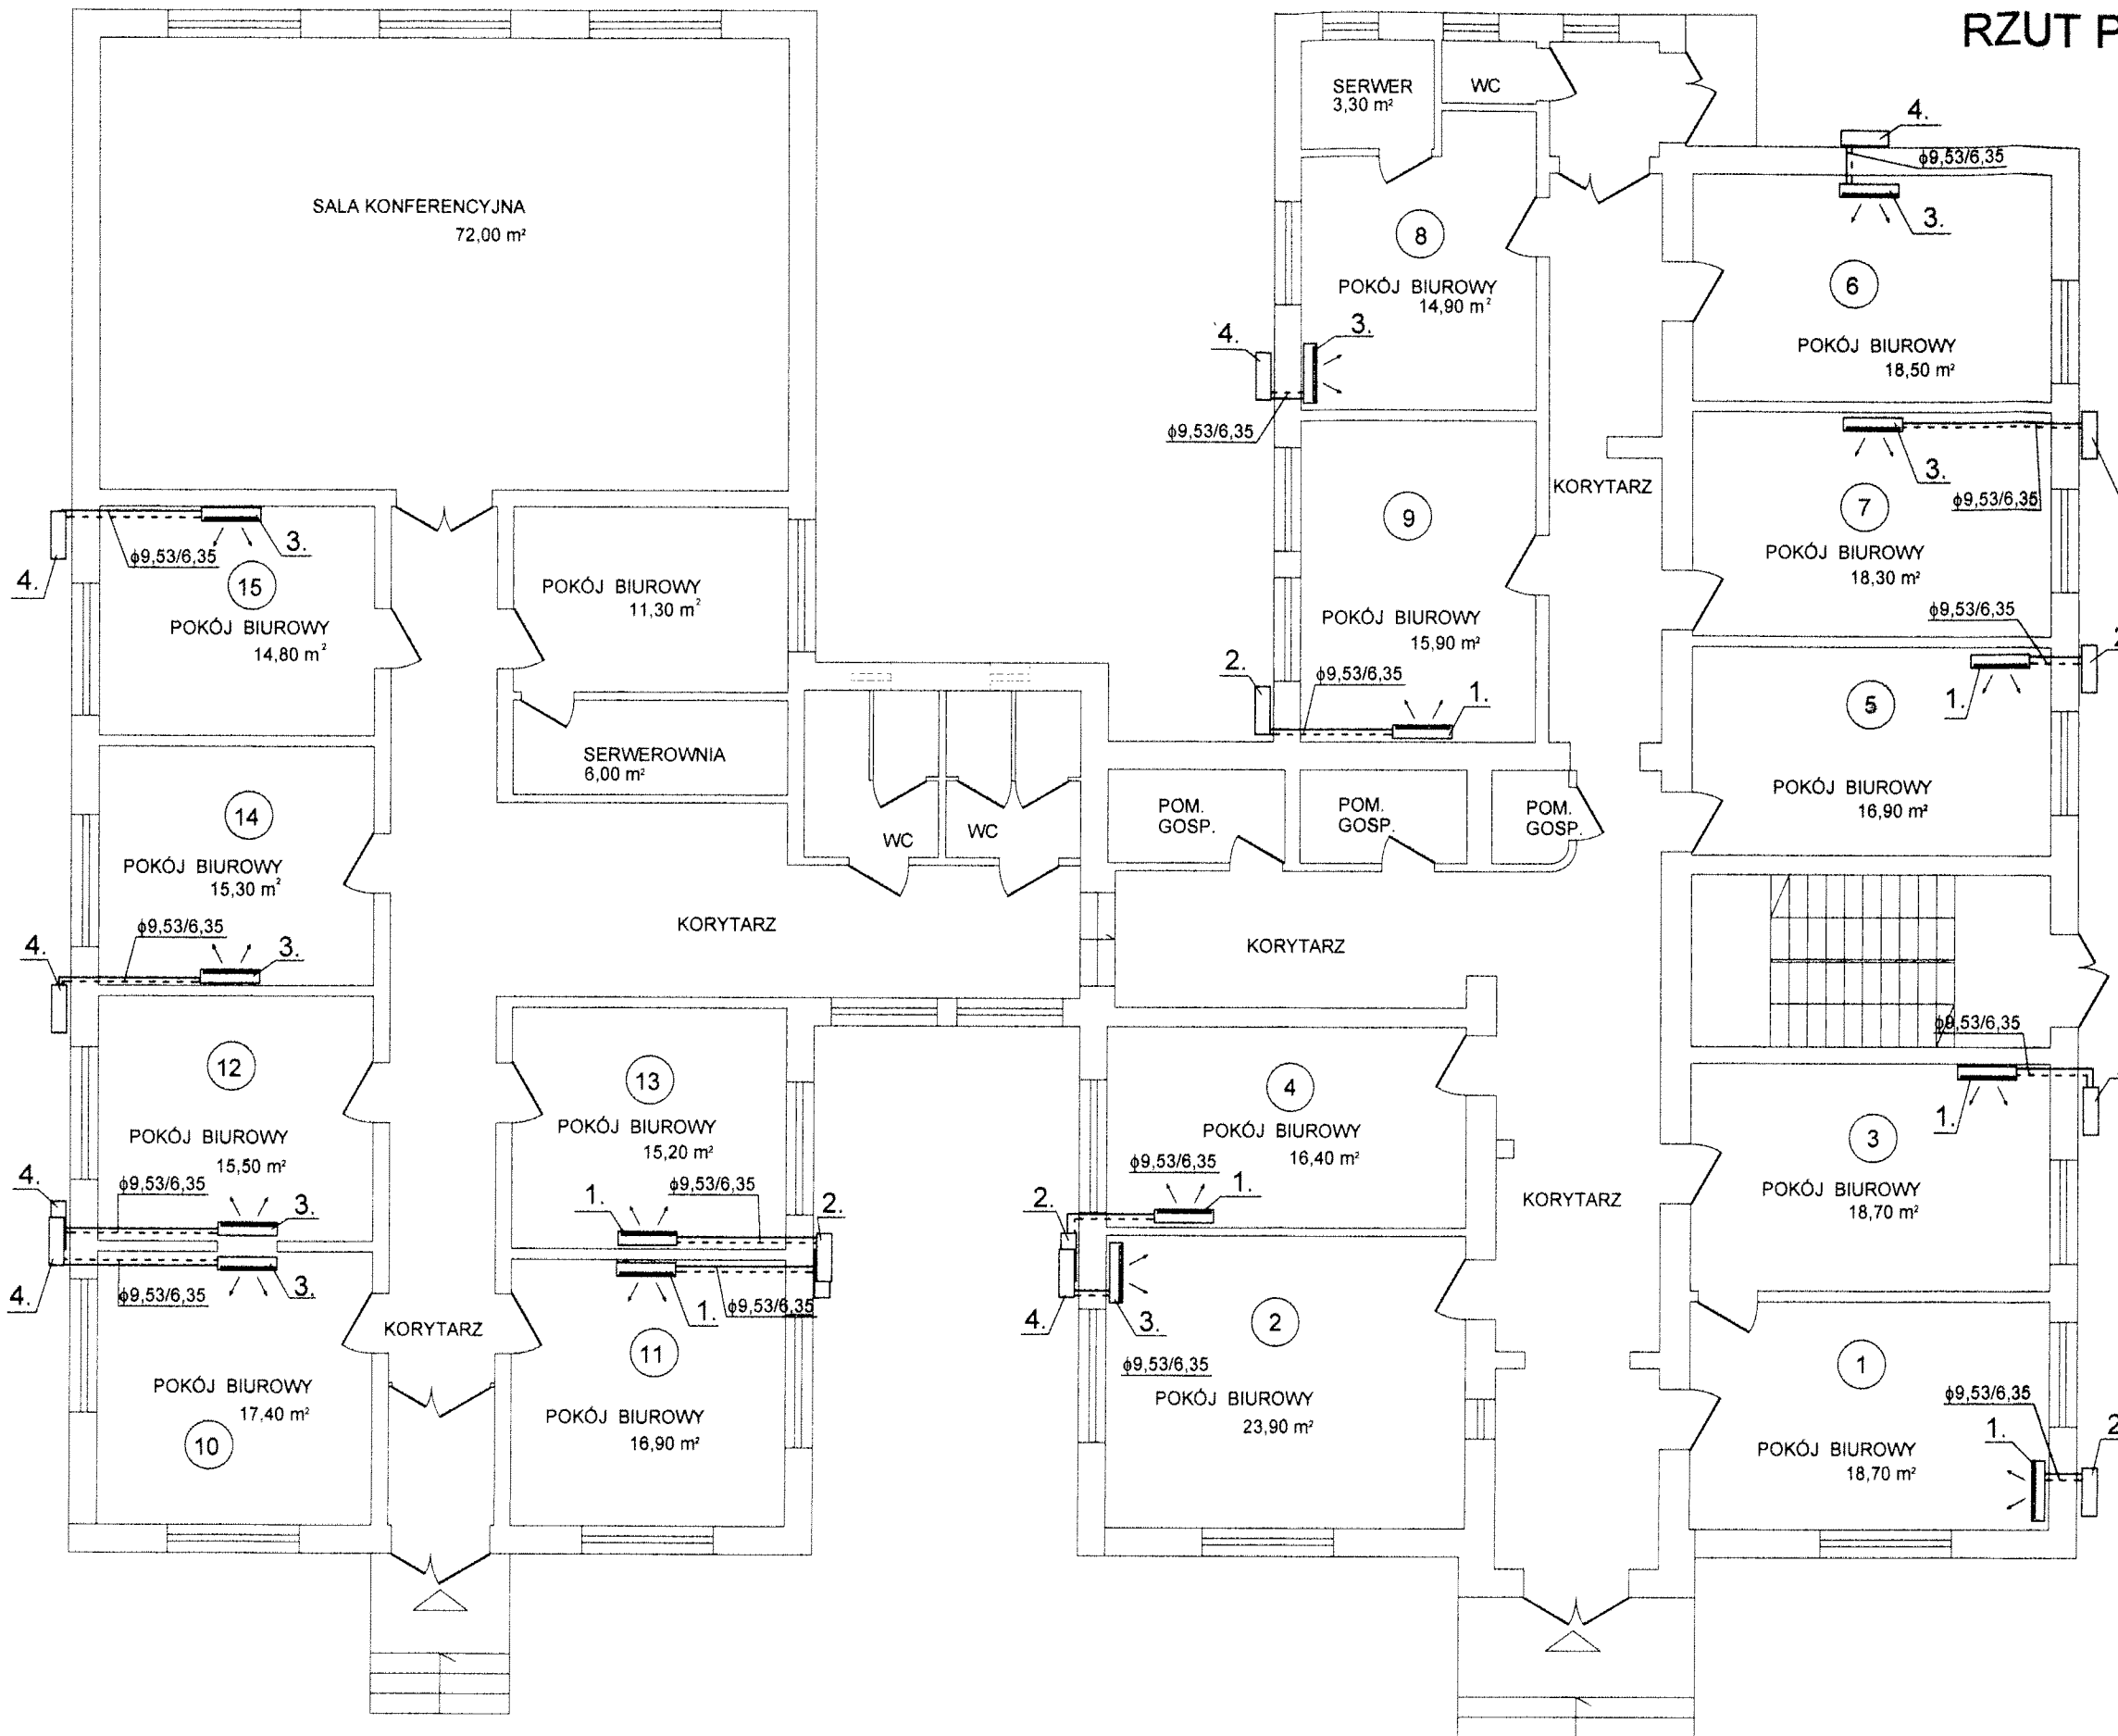 RZUT P
SALA KONFERENCYJNA
72,00 m²
SERWER
3,30 m²
WC
4.
ϕ9,53/6,35
3.
8
POKÓJ BIUROWY
14,90 m²
6
POKÓJ BIUROWY
18,50 m²
4.
3.
ϕ9,53/6,35
3.
ϕ9,53/6,35
KORYTARZ
7
POKÓJ BIUROWY
18,30 m²
9
POKÓJ BIUROWY
15,90 m²
3.
ϕ9,53/6,35
4.
15
POKÓJ BIUROWY
14,80 m²
POKÓJ BIUROWY
11,30 m²
ϕ9,53/6,35
2
1.
5
POKÓJ BIUROWY
16,90 m²
2.
ϕ9,53/6,35
1.
SERWEROWNIA
6,00 m²
14
POKÓJ BIUROWY
15,30 m²
WC
WC
POM.
GOSP.
POM.
GOSP.
POM.
GOSP.
KORYTARZ
KORYTARZ
4.
ϕ9,53/6,35
3.
12
POKÓJ BIUROWY
15,50 m²
13
POKÓJ BIUROWY
15,20 m²
4
POKÓJ BIUROWY
16,40 m²
ϕ9,53/6,35
1.
3
POKÓJ BIUROWY
18,70 m²
4.
ϕ9,53/6,35
3.
1.
ϕ9,53/6,35
2.
2.
ϕ9,53/6,35
1.
KORYTARZ
4.
ϕ9,53/6,35
3.
1.
ϕ9,53/6,35
4.
3.
ϕ9,53/6,35
KORYTARZ
10
POKÓJ BIUROWY
17,40 m²
11
POKÓJ BIUROWY
16,90 m²
2
POKÓJ BIUROWY
23,90 m²
1
POKÓJ BIUROWY
18,70 m²
ϕ9,53/6,35
1.
2